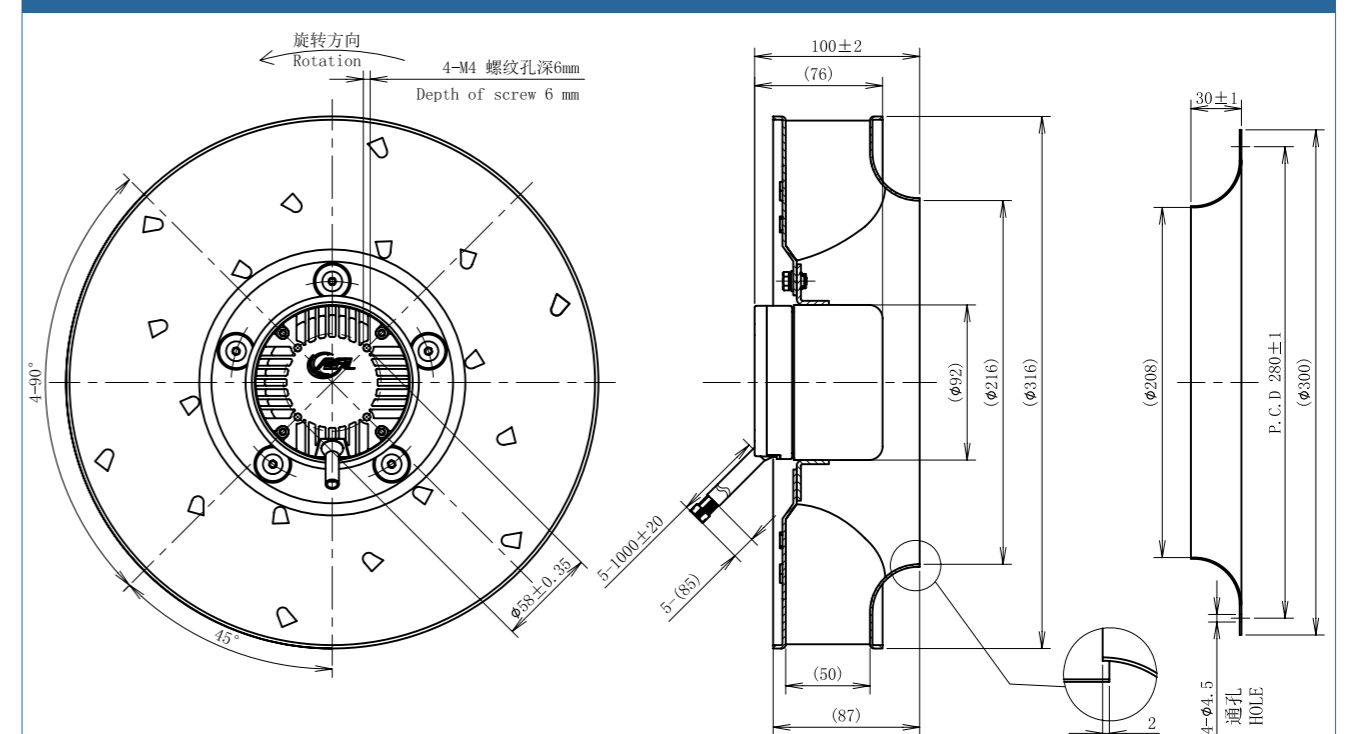 旋转方向
Rotation
4-M4 螺纹孔深6mm
Depth of screw 6 mm
4-90°
45°
ϕ58±0.35
100±2
(76)
5-1000±20
5-(85)
(ϕ92)
(ϕ216)
(ϕ316)
(50)
(87)
2
30±1
(ϕ208)
P.C.D 280±1
(ϕ300)
4-ϕ4.5
通孔
HOLE